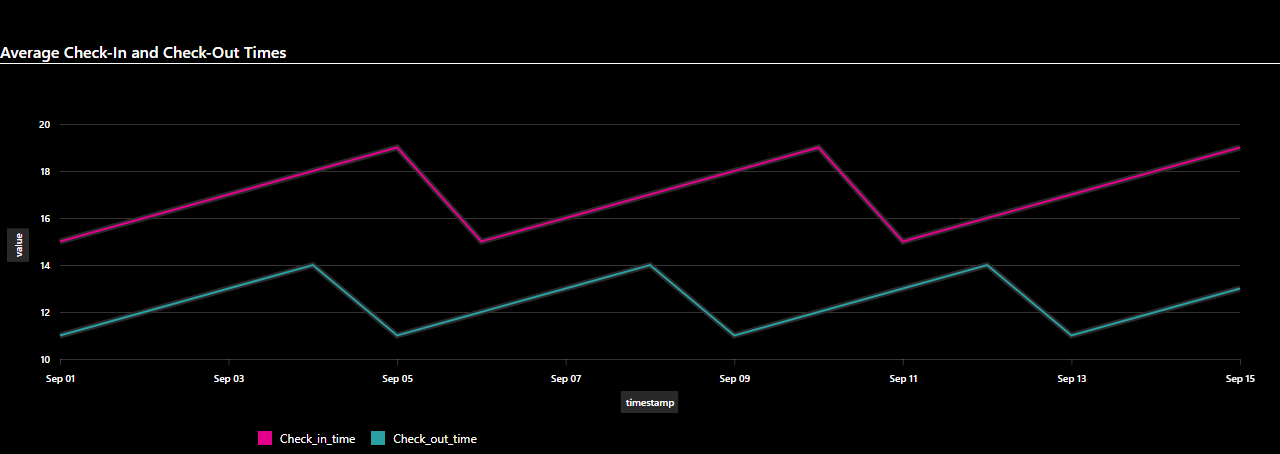 Average Check-In and Check-Out Times
20
18
16
14
12
10
value
Sep 01 Sep 03 Sep 05 Sep 07 Sep 09 Sep 11 Sep 13 Sep 15
timestamp
Check_in_time Check_out_time